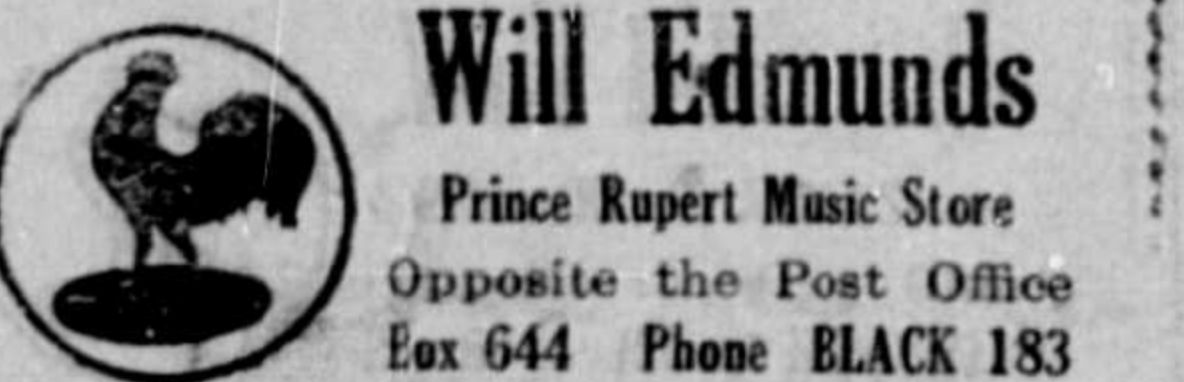 Will Edmunds
Prince Rupert Music Store
Opposite the Post Office
Box 644 Phone BLACK 183